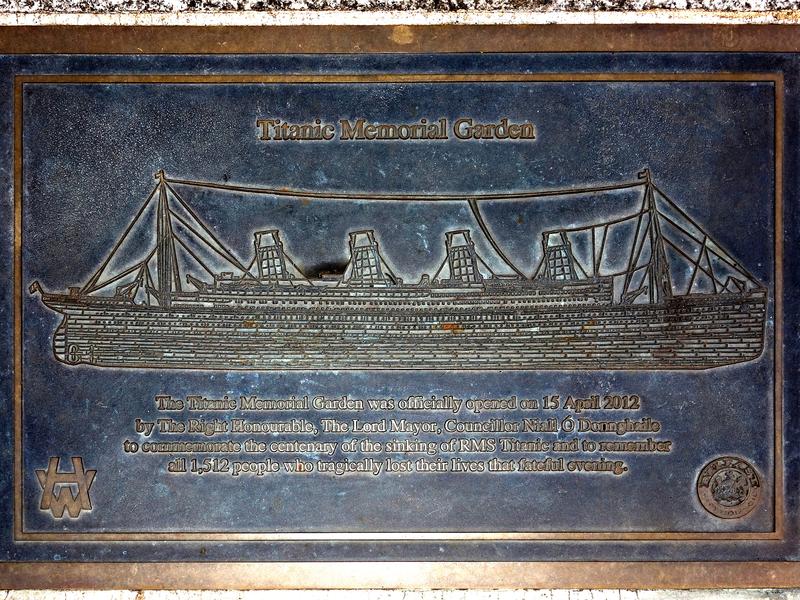 Titanic Memorial Garden
The Titanic Memorial Garden was officially opened on 15 April 2012
by The Right Honourable, The Lord Mayor, Councillor Niall Ó Donnghaile
to commemorate the centenary of the sinking of RMS Titanic and to remember
all 1,512 people who tragically lost their lives that fateful evening.